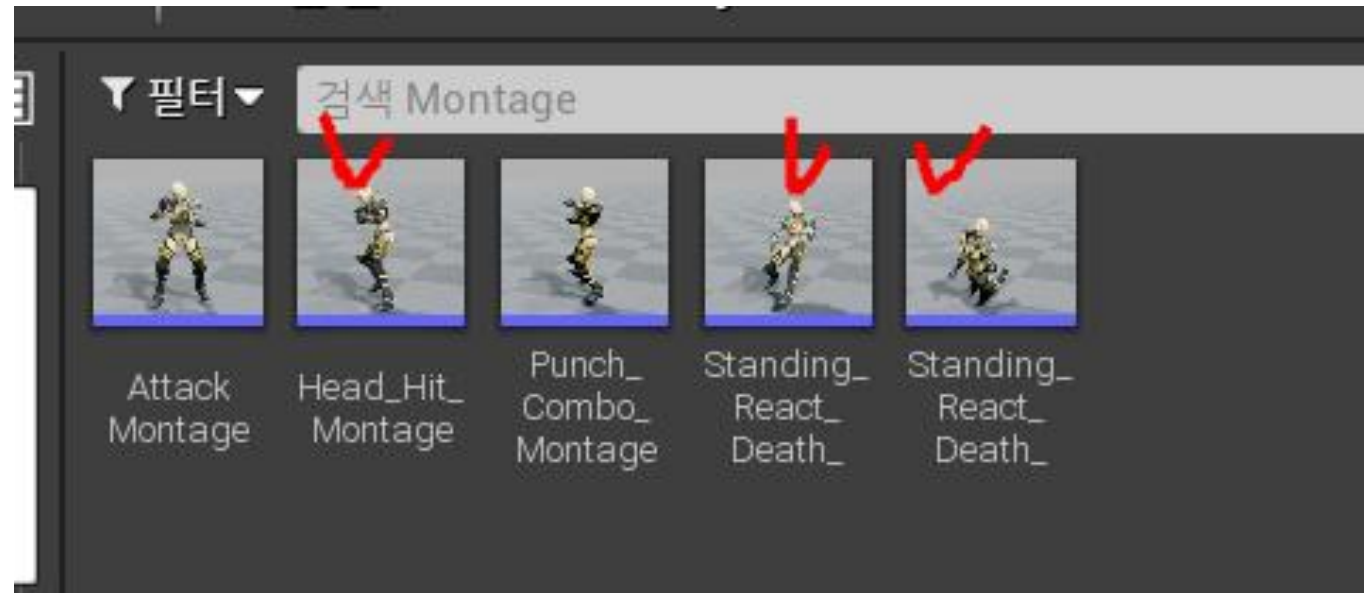 필터
검색 Montage
Attack
Montage
Head_Hit_
Montage
Punch_
Combo_
Montage
Standing_
React_
Death_
Standing_
React_
Death_